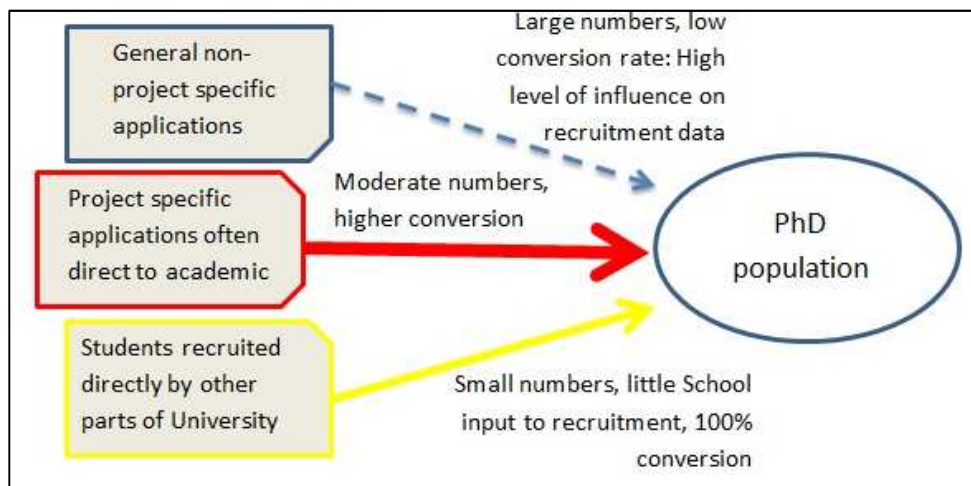 General non-
project specific
applications
Large numbers, low
conversion rate: High
level of influence on
recruitment data
Project specific
applications often
direct to academic
Moderate numbers,
higher conversion
PhD
population
Students recruited
directly by other
parts of University
Small numbers, little School
input to recruitment, 100%
conversion